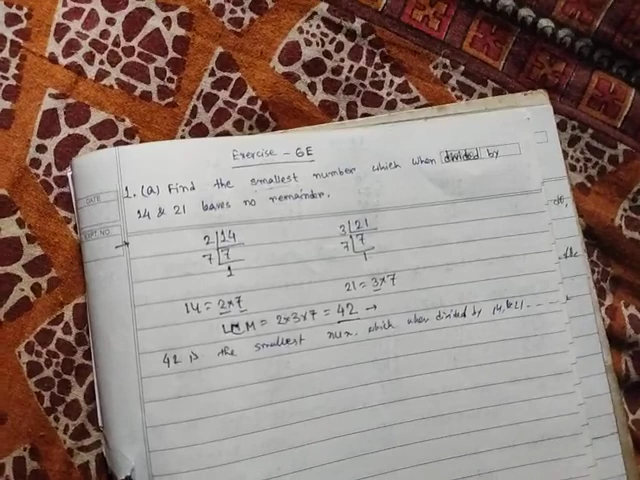 Exercise - 6E
DATE
EXPT. NO.
1. (a) Find the smallest number which when divided by
14 & 21 leaves no remainder.
2 | 14 3 | 21
7 | 7 7 | 7
1 1
14 = 2 x 7 21 = 3 x 7
LCM = 2 x 3 x 7 = 42 →
42 is the smallest num. which when divided by 14 & 21 - - -